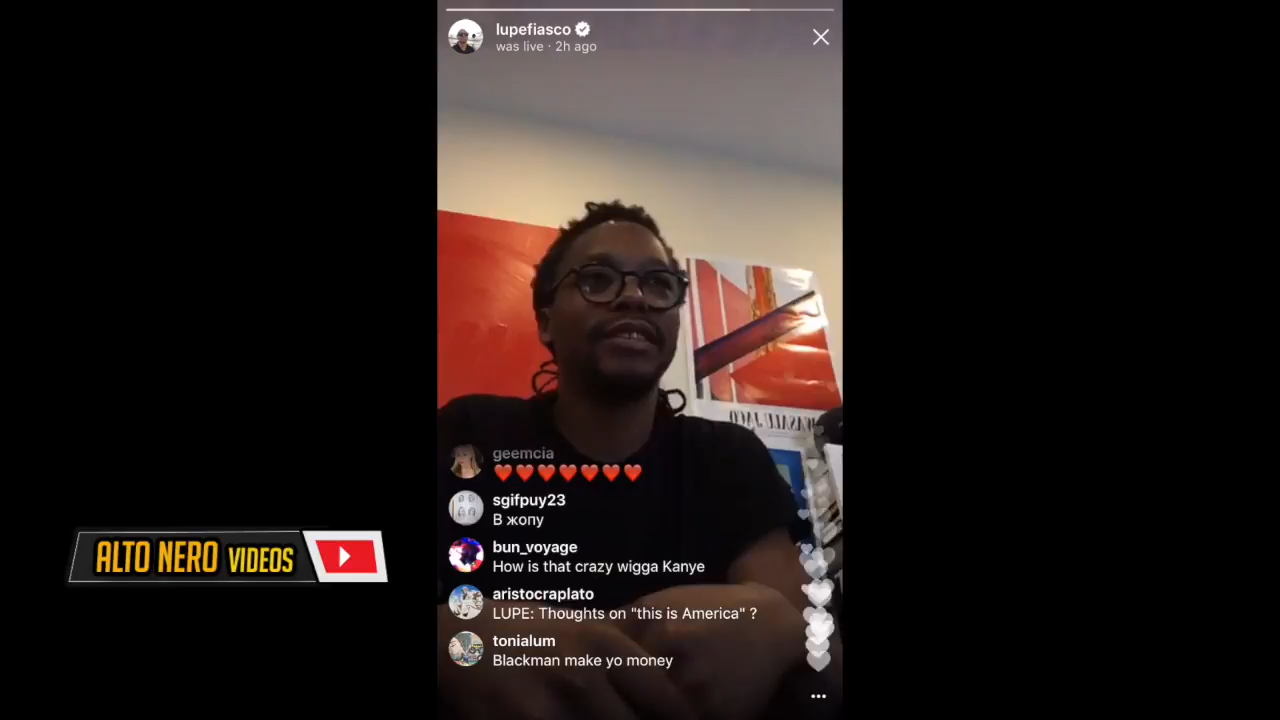 lupefiasco
was live · 2h ago
geemcia
❤️❤️❤️❤️❤️❤️❤️
sgifpuy23
В жопу
bun_voyage
How is that crazy wigga Kanye
aristocraplato
LUPE: Thoughts on "this is America" ?
tonialum
Blackman make yo money
ALTO NERO VIDEOS